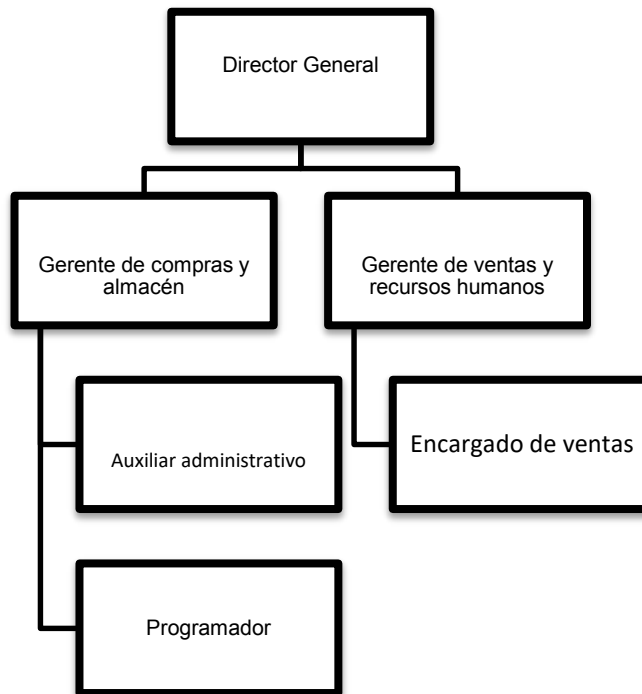 Director General
Gerente de compras y
almacén
Gerente de ventas y
recursos humanos
Auxiliar administrativo
Encargado de ventas
Programador